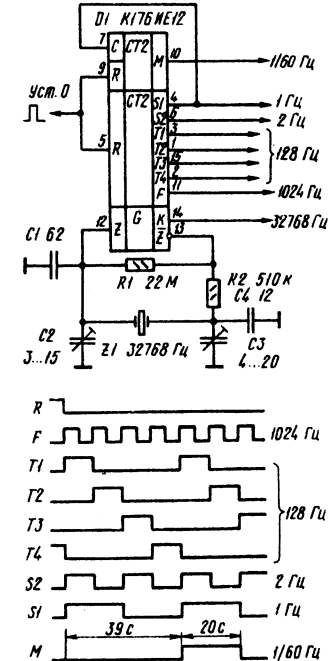 D1 К176ИЕ12
7 C CT2 M 10 1/60 Гц
9 R
Уст. 0
CT2 S1 4 1 Гц
S2 6 2 Гц
T1 3
T2 1
128 Гц
5 R T3 15
T4 2
F 11 1024 Гц
12 Z G K 14 32768 Гц
Z 13
C1 62
R1 22 М
R2 510 к
C4 12
C2
3...15
Z1 32768 Гц
C3
4...20
R
F 1024 Гц
T1
T2
128 Гц
T3
T4
S2 2 Гц
S1 1 Гц
39 с 20 с
M 1/60 Гц